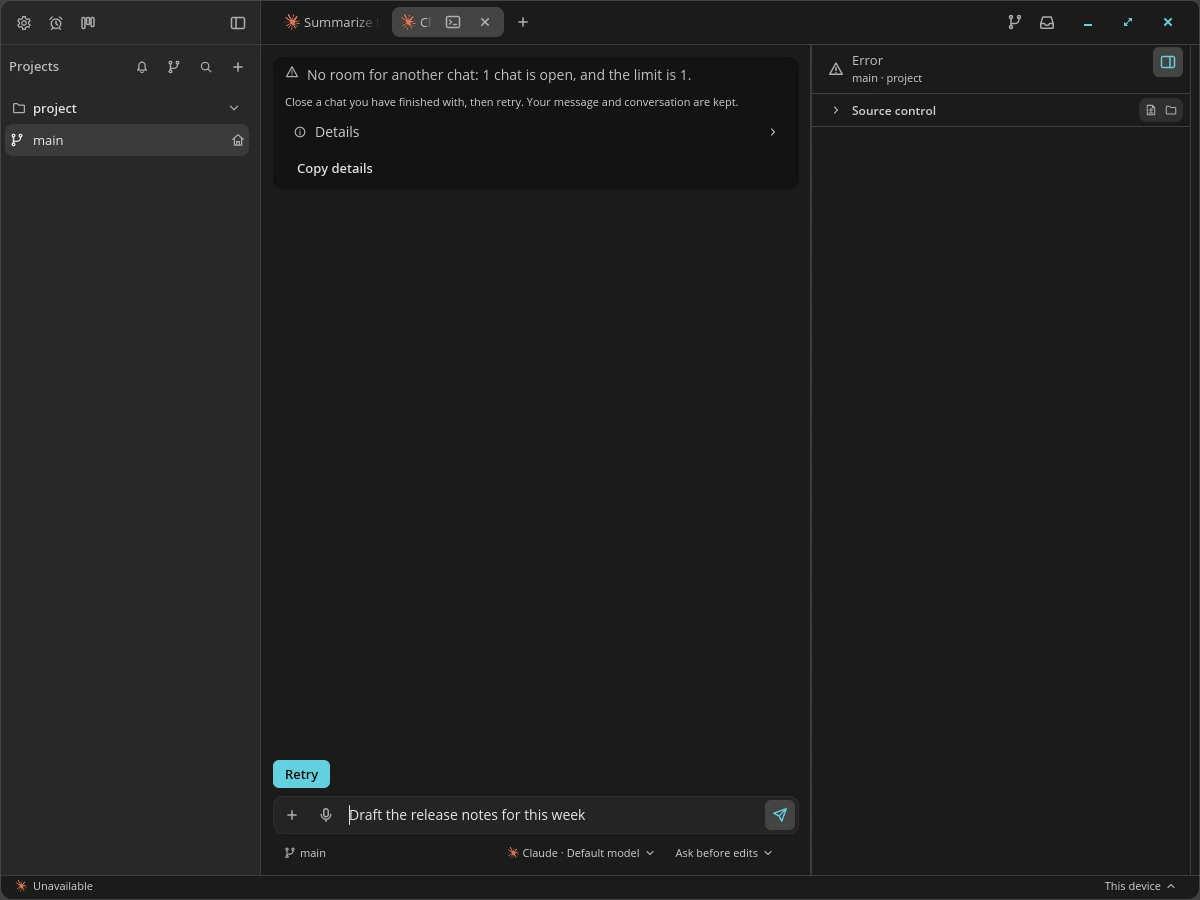 Summarize
Cl
Projects
project
main
No room for another chat: 1 chat is open, and the limit is 1.
Close a chat you have finished with, then retry. Your message and conversation are kept.
Details
Copy details
Error
main · project
Source control
Retry
Draft the release notes for this week
main
Claude · Default model
Ask before edits
Unavailable
This device